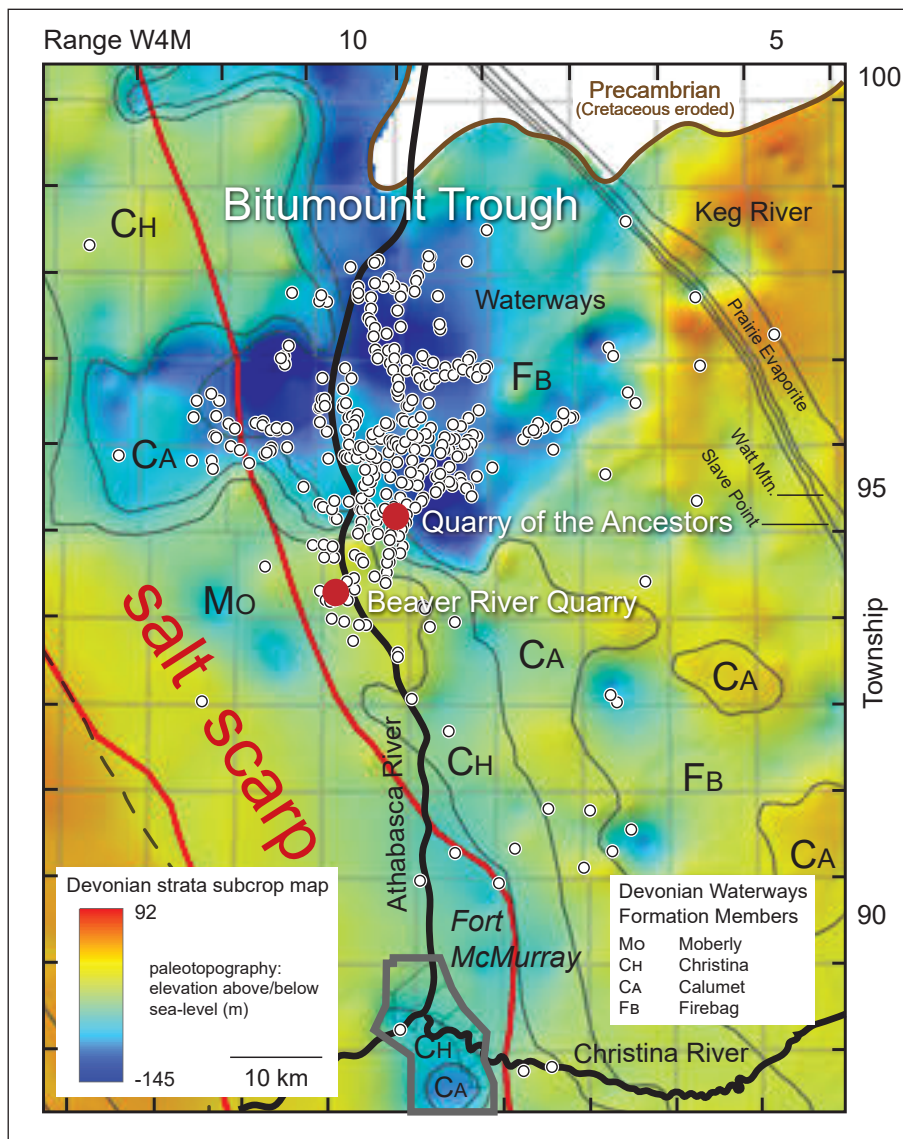 Range W4M 10 5
100
Precambrian
(Cretaceous eroded)
Bitumount Trough
CH
Keg River
Waterways
Prairie Evaporite
FB
CA
Watt Mtn.
Slave Point
95
Quarry of the Ancestors
MO
Beaver River Quarry
salt scarp
CA
CA
Township
Athabasca River
CH
FB
CA
Devonian strata subcrop map
92
paleotopography:
elevation above/below
sea-level (m)
-145
10 km
Fort
McMurray
90
Devonian Waterways
Formation Members
MO Moberly
CH Christina
CA Calumet
FB Firebag
CH
Christina River
CA